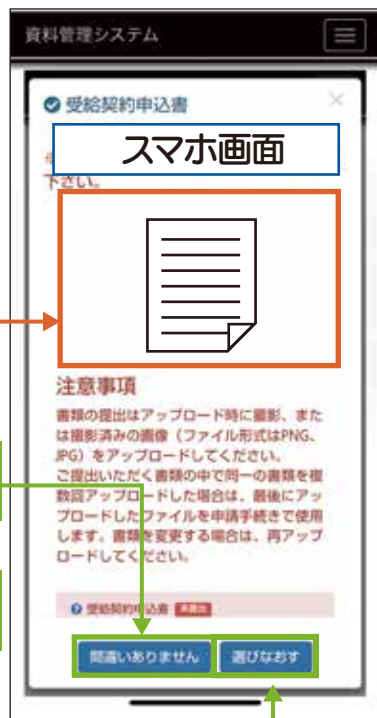 資料管理システム
受給契約申込書
スマホ画面
下さい。
注意事項
書類の提出はアップロード時に撮影、また
は撮影済みの画像(ファイル形式はPNG、
JPG)をアップロードしてください。
ご提出いただく書類の中で同一の書類を複
数回アップロードした場合は、最後にアッ
プロードしたファイルを申請手続きで使用
します。書類を変更する場合は、再アップ
ロードしてください。
受給契約申込書 未提出
間違いありません 選びなおす